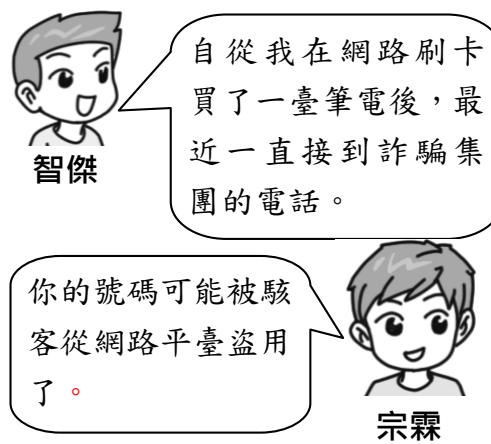 自從我在網路刷卡
買了一臺筆電後，最
近一直接到詐騙集
團的電話。
智傑
你的號碼可能被駭
客從網路平臺盜用
了。
宗霖